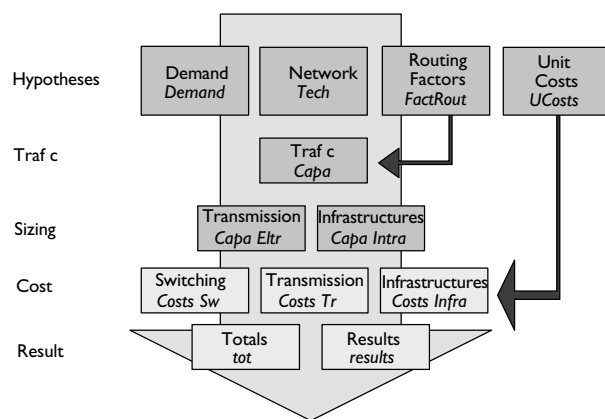 Hypotheses
Demand
Demand
Network
Tech
Routing
Factors
FactRout
Unit
Costs
UCosts
Traf c
Traf c
Capa
Sizing
Transmission
Capa Eltr
Infrastructures
Capa Intra
Cost
Switching
Costs Sw
Transmission
Costs Tr
Infrastructures
Costs Infra
Result
Totals
tot
Results
results